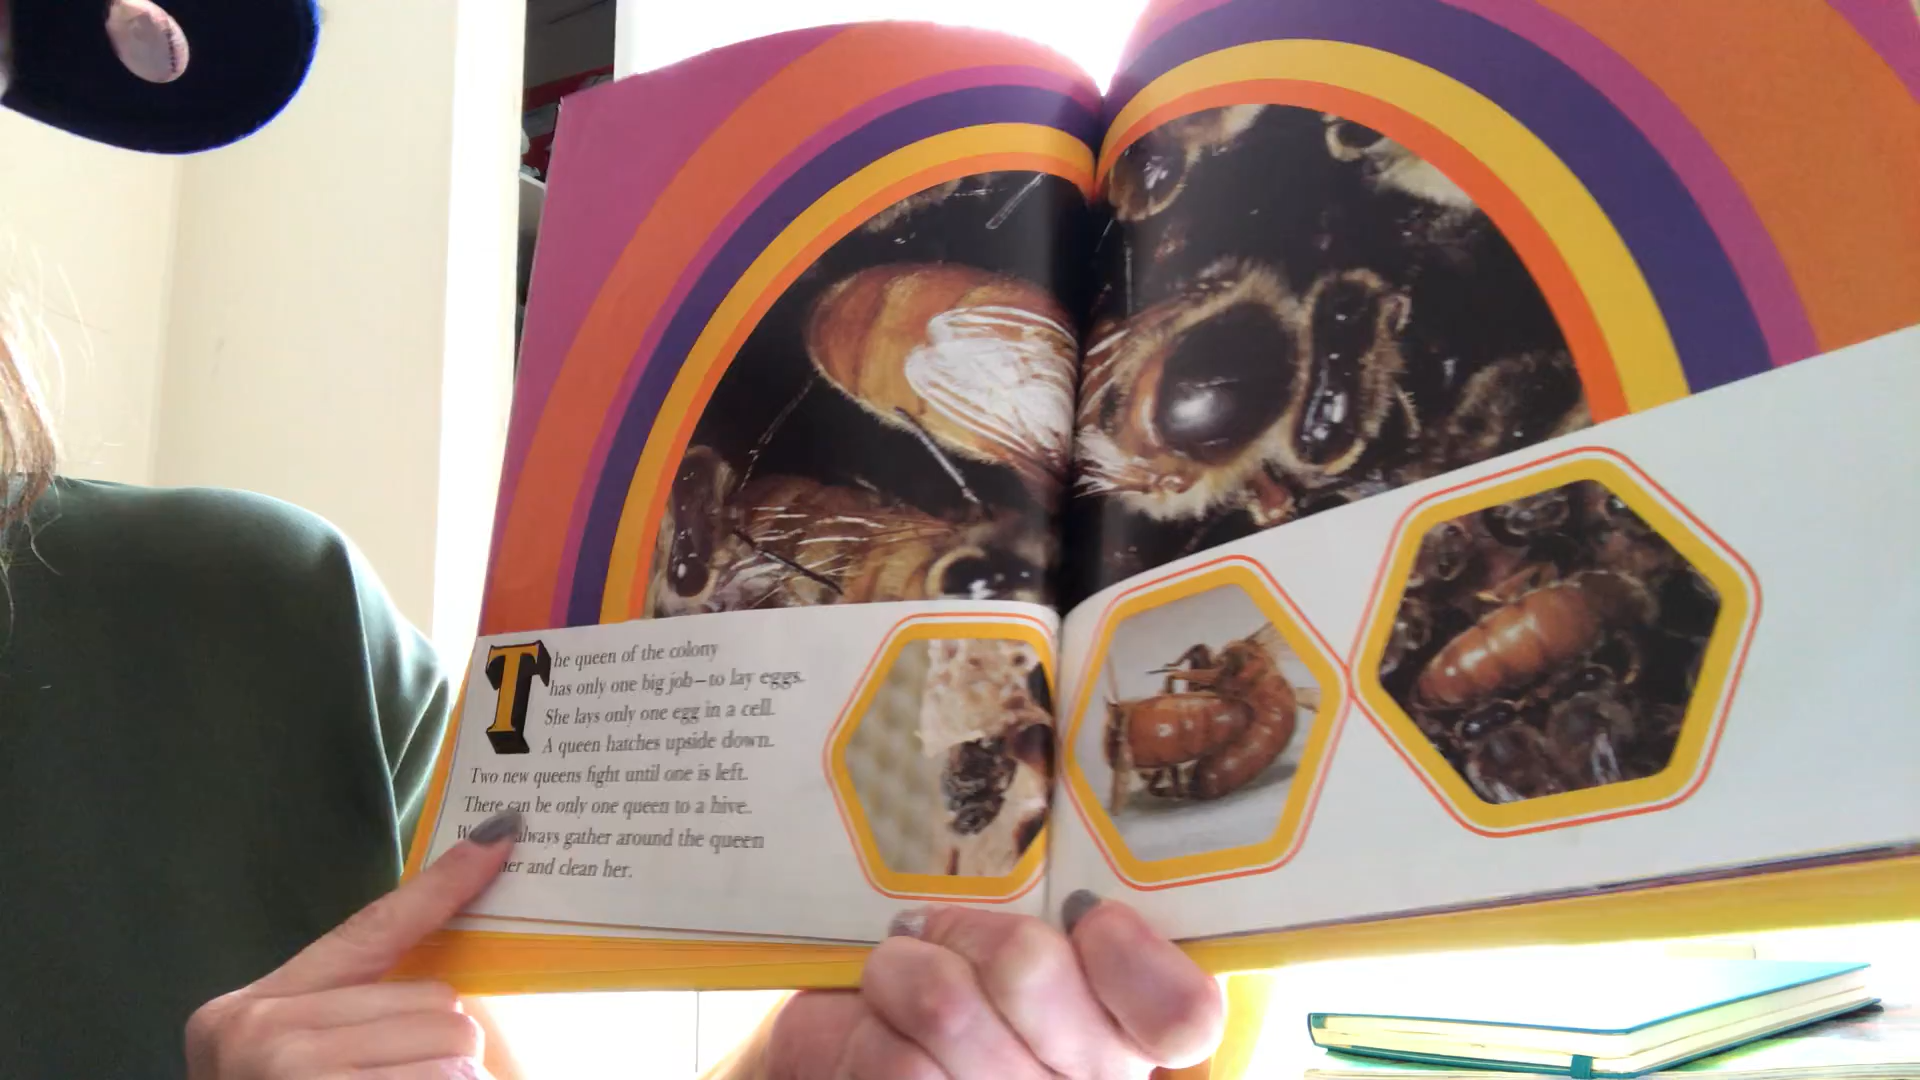 The queen of the colony
has only one big job—to lay eggs.
She lays only one egg in a cell.
A queen hatches upside down.
Two new queens fight until one is left.
There can be only one queen to a hive.
always gather around the queen
and clean her.